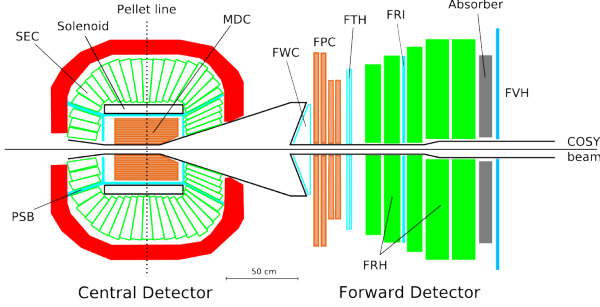 Pellet line
Absorber
MDC
FTH
FRI
Solenoid
SEC
FPC
FWC
FVH
COSY
beam
PSB
FRH
50 cm
Central Detector
Forward Detector